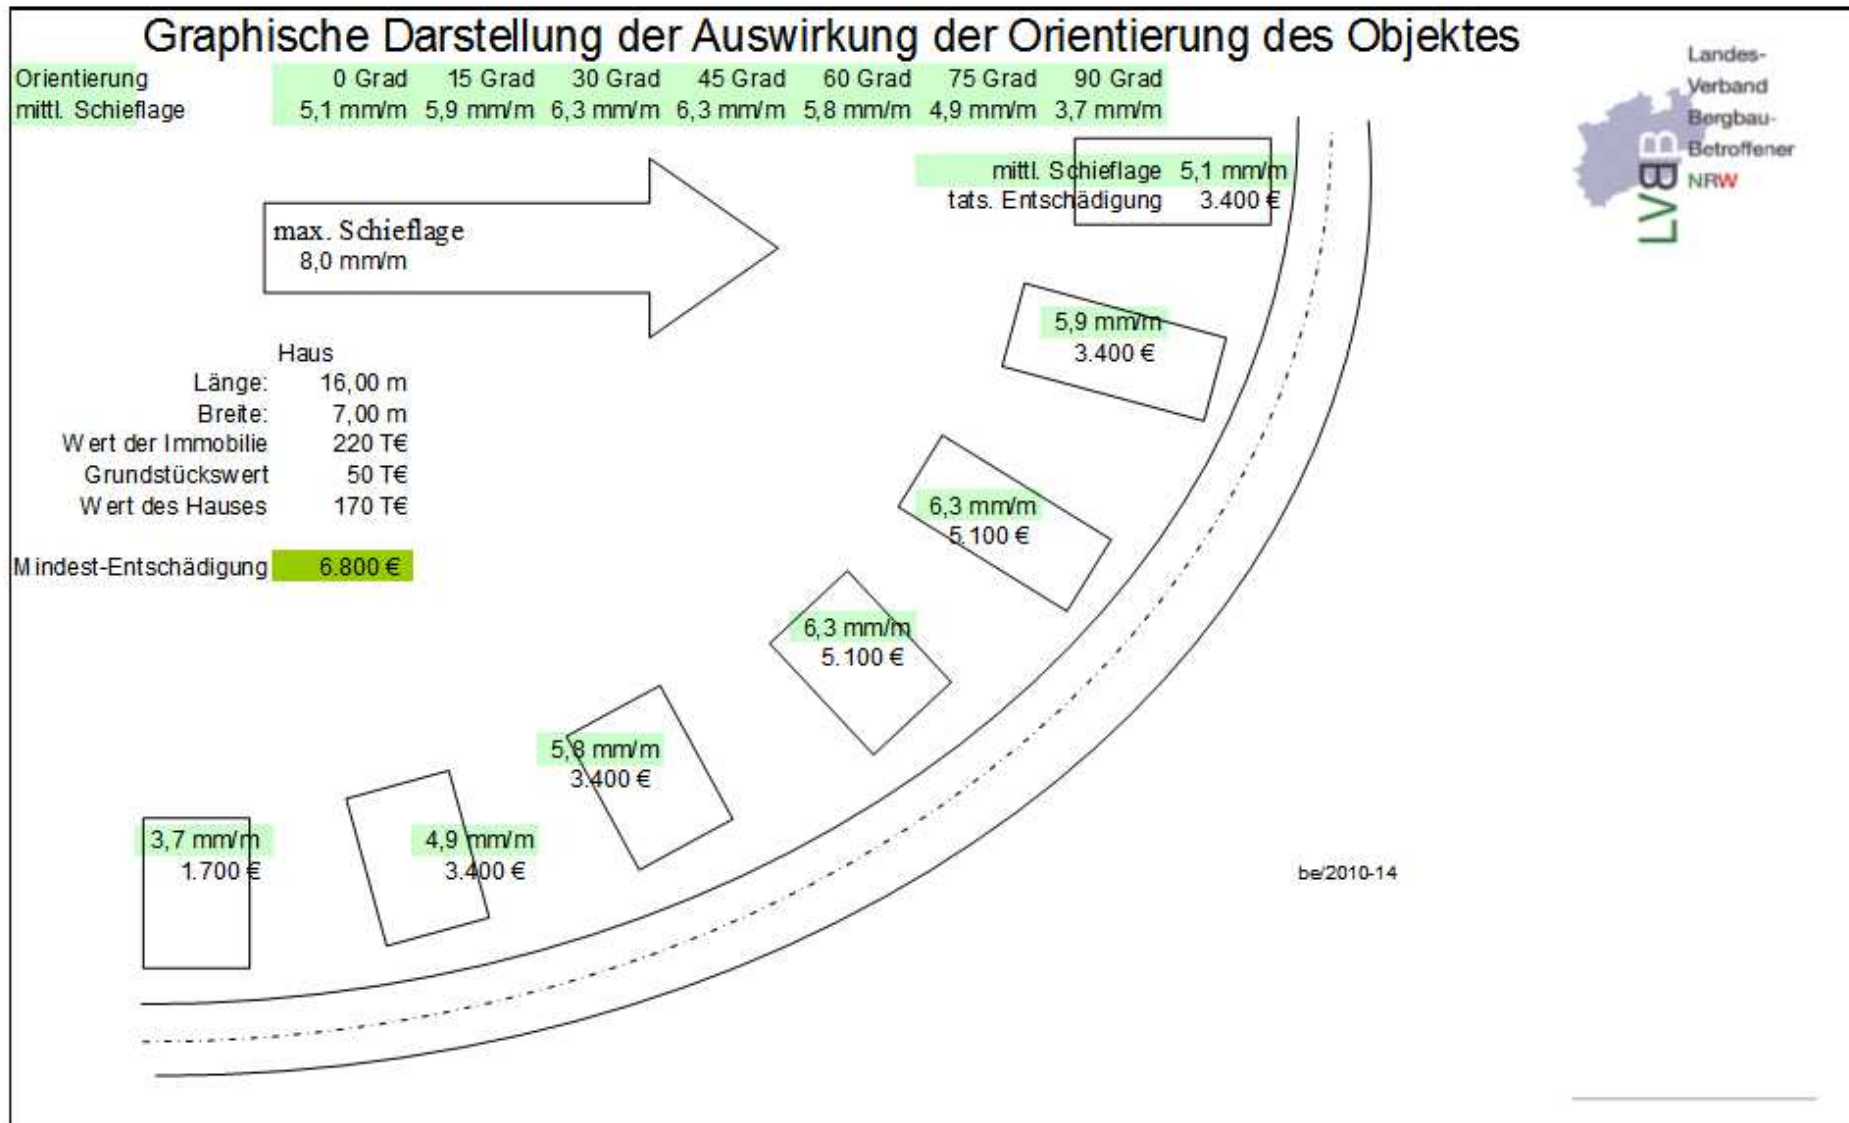 Graphische Darstellung der Auswirkung der Orientierung des Objektes
Orientierung 0 Grad 15 Grad 30 Grad 45 Grad 60 Grad 75 Grad 90 Grad
mittl. Schieflage 5,1 mm/m 5,9 mm/m 6,3 mm/m 6,3 mm/m 5,8 mm/m 4,9 mm/m 3,7 mm/m
Landes-
Verband
Bergbau-
Betroffener
NRW
LVBB
mittl. Schieflage 5,1 mm/m
tats. Entschädigung 3.400 €
max. Schieflage
8,0 mm/m
5,9 mm/m
3.400 €
Haus
Länge: 16,00 m
Breite: 7,00 m
Wert der Immobilie 220 T€
Grundstückswert 50 T€
Wert des Hauses 170 T€
Mindest-Entschädigung 6.800 €
6,3 mm/m
5.100 €
6,3 mm/m
5.100 €
5,8 mm/m
3.400 €
4,9 mm/m
3.400 €
3,7 mm/m
1.700 €
be/2010-14